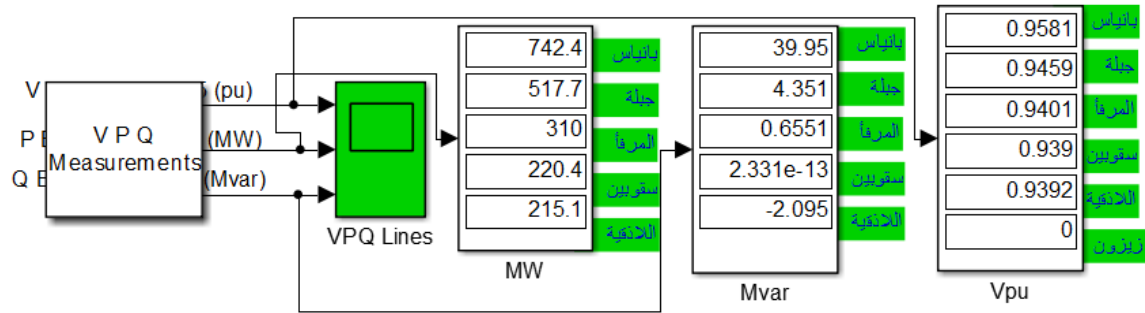 V (pu)
P (MW)
Q (Mvar)
V P Q
Measurements
VPQ Lines
742.4
517.7
310
220.4
215.1
بانياس
جبلة
المرفأ
سقوبين
اللاذقية
MW
39.95
4.351
0.6551
2.331e-13
-2.095
بانياس
جبلة
المرفأ
سقوبين
اللاذقية
Mvar
0.9581
0.9459
0.9401
0.939
0.9392
0
بانياس
جبلة
المرفأ
سقوبين
اللاذقية
زيزون
Vpu